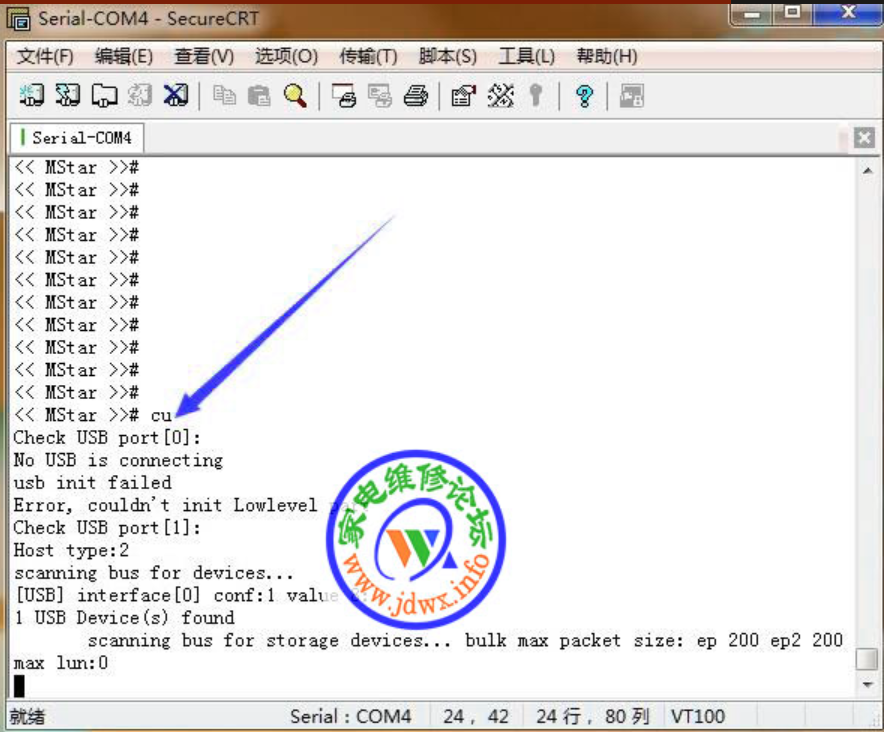 Serial-COM4 - SecureCRT
文件(F) 编辑(E) 查看(V) 选项(O) 传输(T) 脚本(S) 工具(L) 帮助(H)
Serial-COM4
<< MStar >>#
<< MStar >>#
<< MStar >>#
<< MStar >>#
<< MStar >>#
<< MStar >>#
<< MStar >>#
<< MStar >>#
<< MStar >>#
<< MStar >>#
<< MStar >>#
<< MStar >># cu
Check USB port[0]:
No USB is connecting
usb init failed
Error, couldn't init Lowlevel
Check USB port[1]:
Host type:2
scanning bus for devices...
[USB] interface[0] conf:1 value
1 USB Device(s) found
scanning bus for storage devices... bulk max packet size: ep 200 ep2 200
max lun:0
家电维修论坛
www.jdwx.info
就绪 Serial : COM4 24 , 42 24 行 , 80 列 VT100